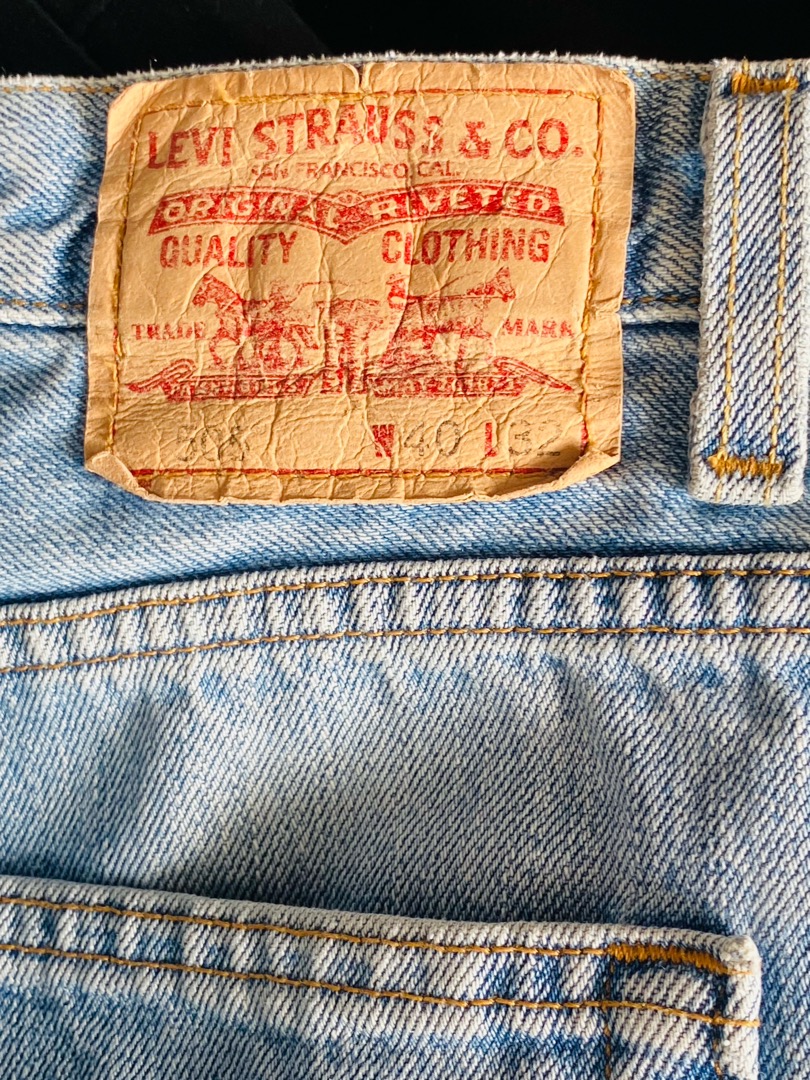 LEVI STRAUSS & CO.
SAN FRANCISCO, CAL.
ORIGINAL RIVETED
QUALITY CLOTHING
TRADE MARK
W 40 L 32